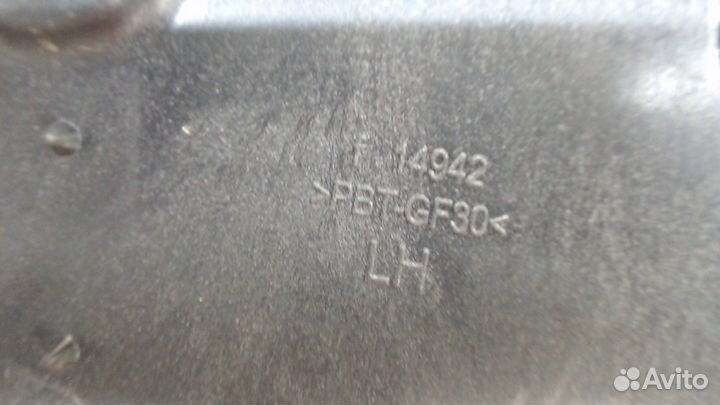 14942
>PBT-GF30<
LH
Avito